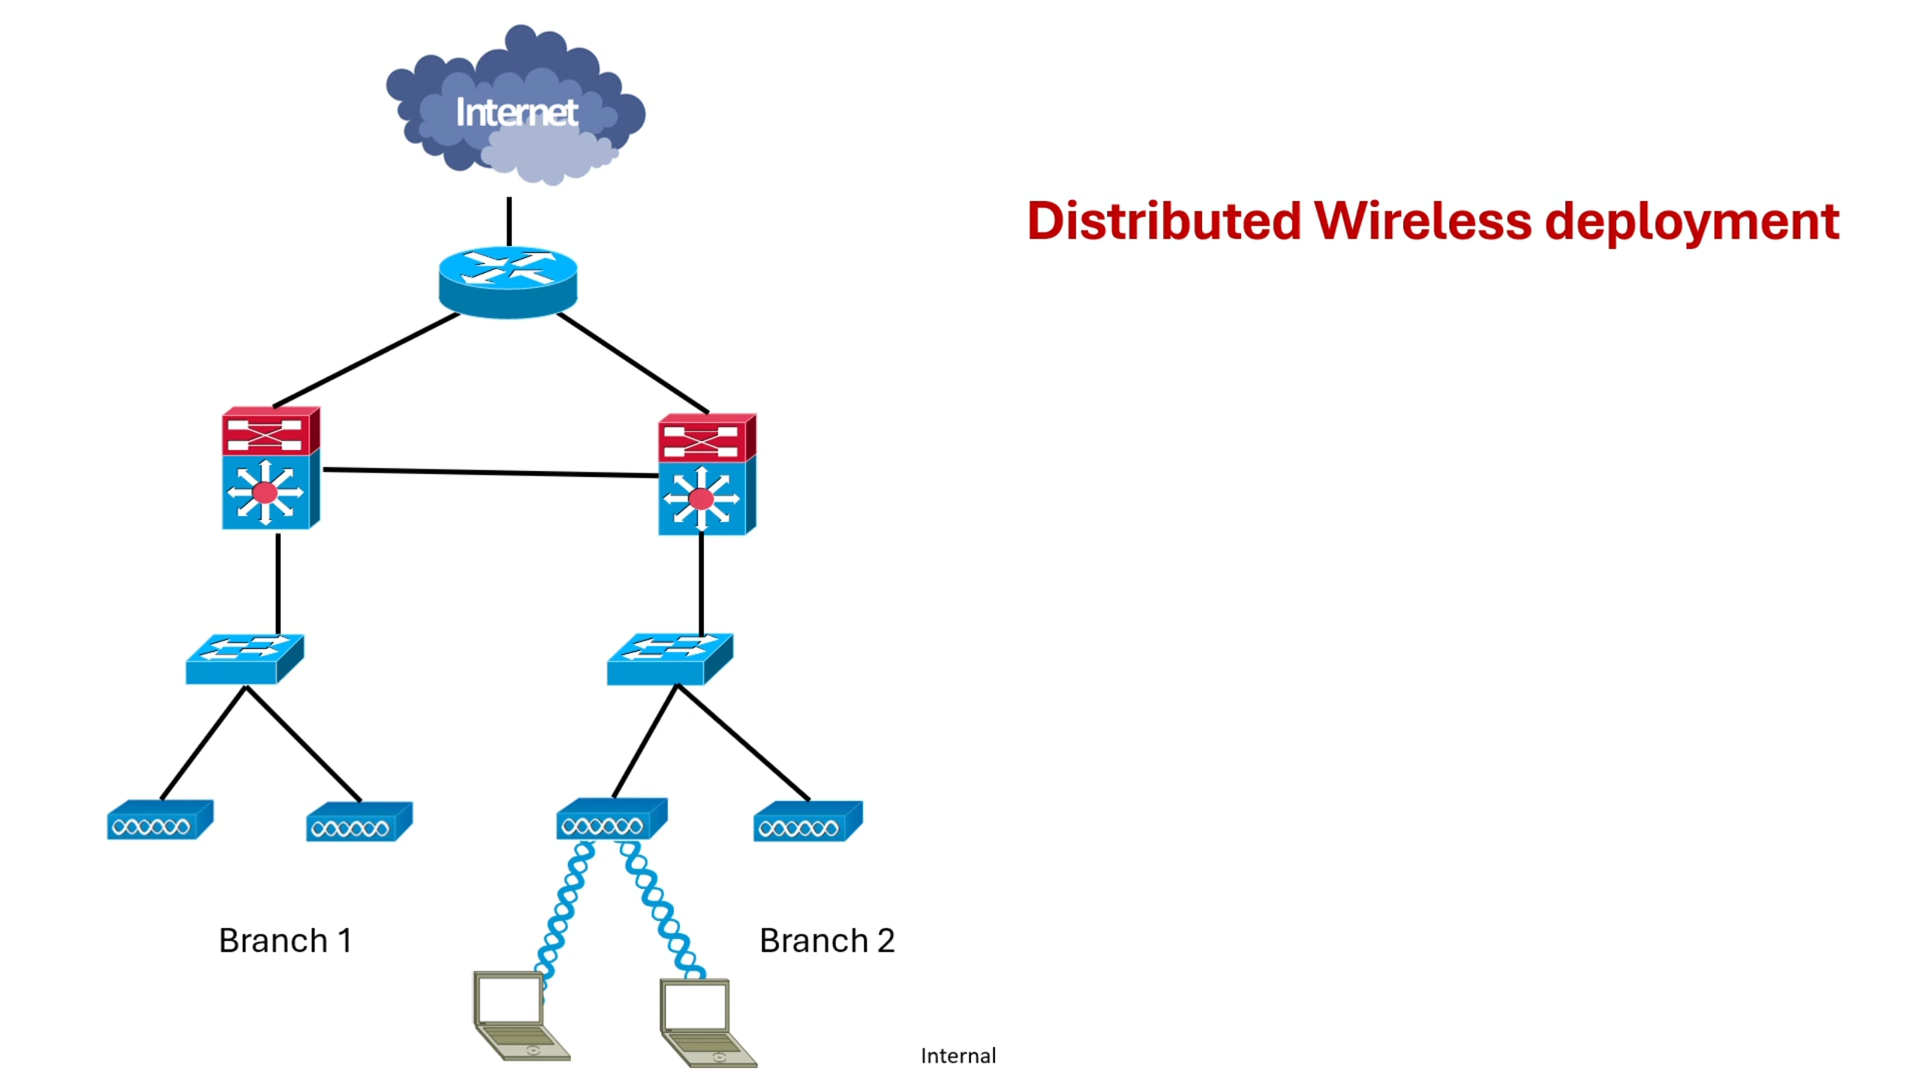 Internet
Distributed Wireless deployment
Branch 1
Branch 2
Internal